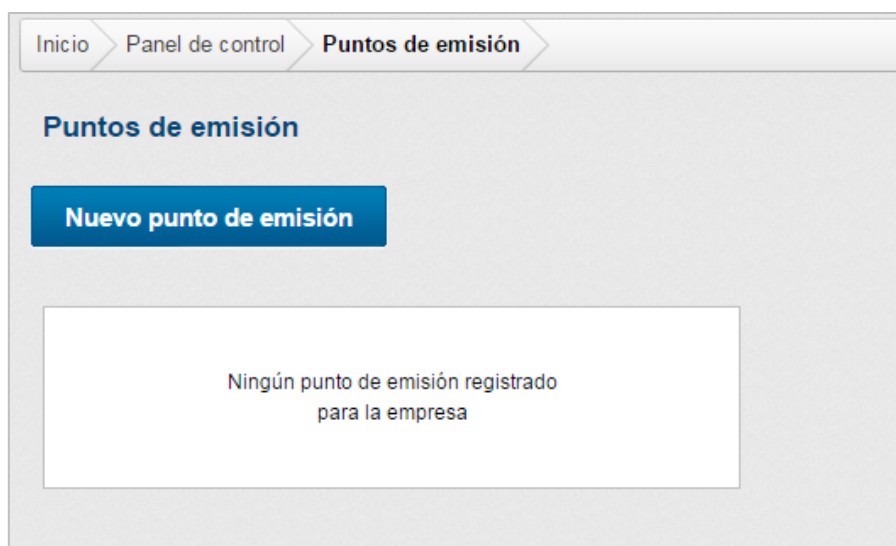 Inicio Panel de control Puntos de emisión
Puntos de emisión
Nuevo punto de emisión
Ningún punto de emisión registrado
para la empresa